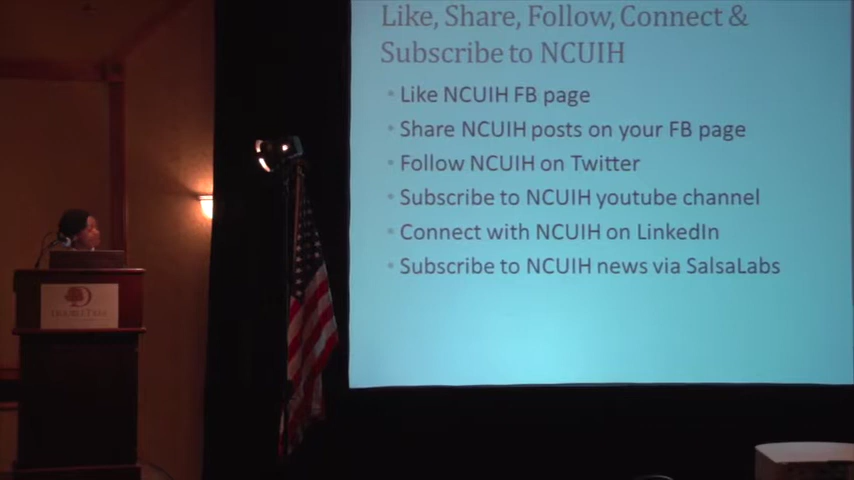 Like, Share, Follow, Connect &
Subscribe to NCUIH
• Like NCUIH FB page
• Share NCUIH posts on your FB page
• Follow NCUIH on Twitter
• Subscribe to NCUIH youtube channel
• Connect with NCUIH on LinkedIn
• Subscribe to NCUIH news via SalsaLabs
DOUBLETREE